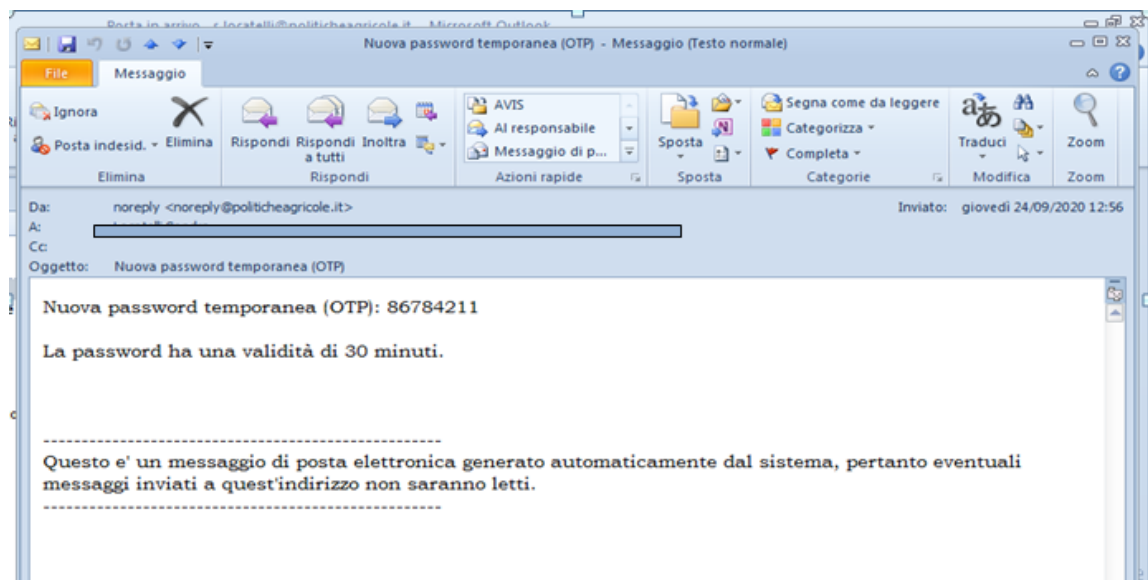 Posta in arrivo - s.locatelli@politicheagricole.it - Microsoft Outlook
Nuova password temporanea (OTP) - Messaggio (Testo normale)
File
Messaggio
Ignora
Posta indesid.
Elimina
Elimina
Rispondi
Rispondi a tutti
Inoltra
Rispondi
AVIS
Al responsabile
Messaggio di p...
Azioni rapide
Sposta
Sposta
Segna come da leggere
Categorizza
Completa
Categorie
Traduci
Modifica
Zoom
Zoom
Da: noreply <noreply@politicheagricole.it>
Inviato: giovedì 24/09/2020 12:56
A:
Cc:
Oggetto: Nuova password temporanea (OTP)
Nuova password temporanea (OTP): 86784211
La password ha una validità di 30 minuti.
----------------------------------------------------
Questo e' un messaggio di posta elettronica generato automaticamente dal sistema, pertanto eventuali
messaggi inviati a quest'indirizzo non saranno letti.
----------------------------------------------------